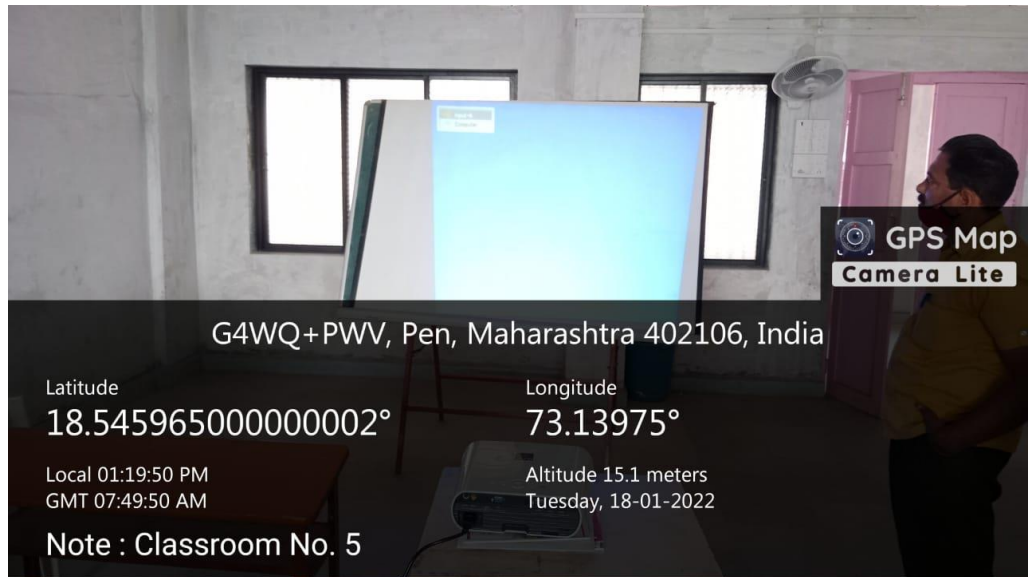 GPS Map
Camera Lite
G4WQ+PWV, Pen, Maharashtra 402106, India
Latitude
18.545965000000002°
Longitude
73.13975°
Local 01:19:50 PM
GMT 07:49:50 AM
Altitude 15.1 meters
Tuesday, 18-01-2022
Note : Classroom No. 5